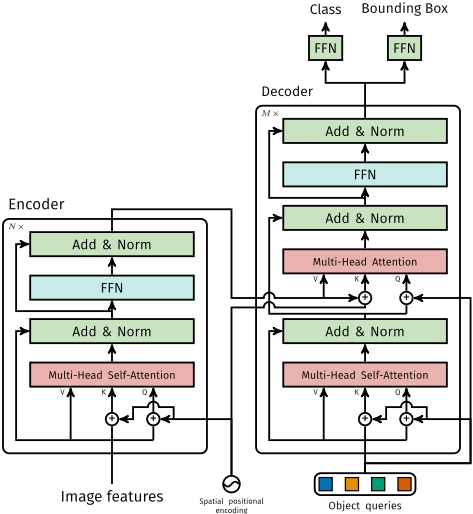 Class
Bounding Box
FFN
FFN
Decoder
M ×
Add & Norm
FFN
Add & Norm
Multi-Head Attention
V
K
Q
Add & Norm
Multi-Head Self-Attention
V
K
Q
Object queries
Encoder
N ×
Add & Norm
FFN
Add & Norm
Multi-Head Self-Attention
V
K
Q
Image features
Spatial positional
encoding